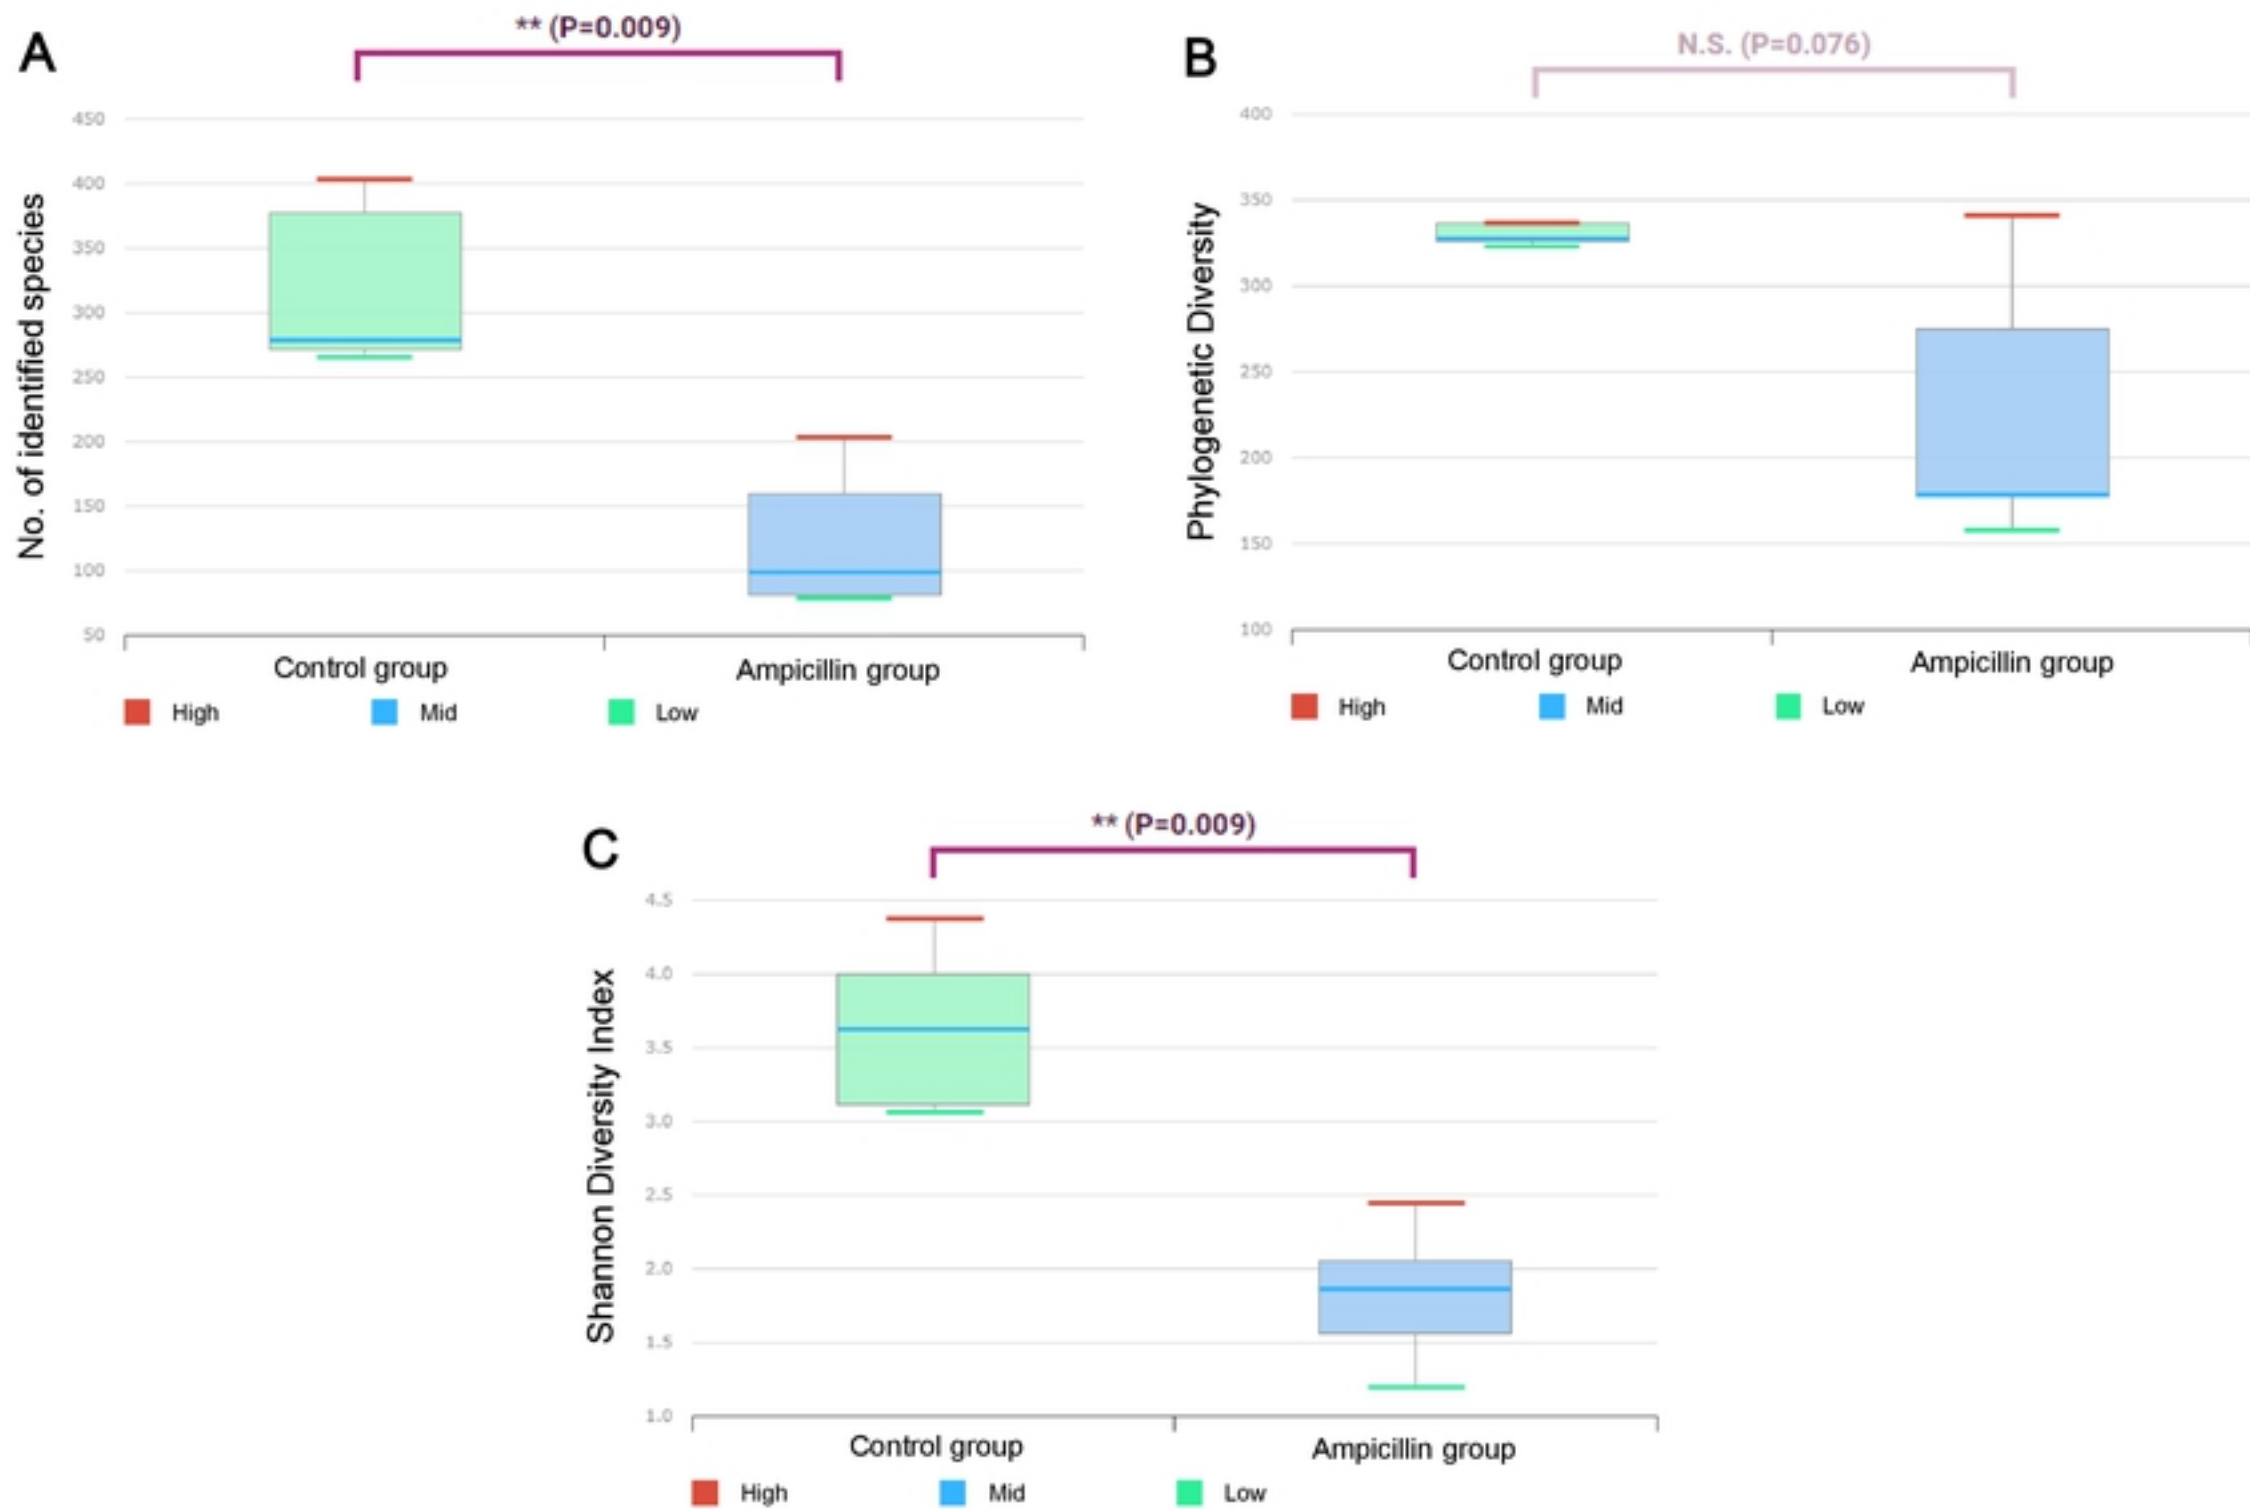 A
** (P=0.009)
No. of identified species
450
400
350
300
250
200
150
100
50
Control group
Ampicillin group
High
Mid
Low
B
N.S. (P=0.076)
Phylogenetic Diversity
400
350
300
250
200
150
100
Control group
Ampicillin group
High
Mid
Low
C
** (P=0.009)
Shannon Diversity Index
4.5
4.0
3.5
3.0
2.5
2.0
1.5
1.0
Control group
Ampicillin group
High
Mid
Low